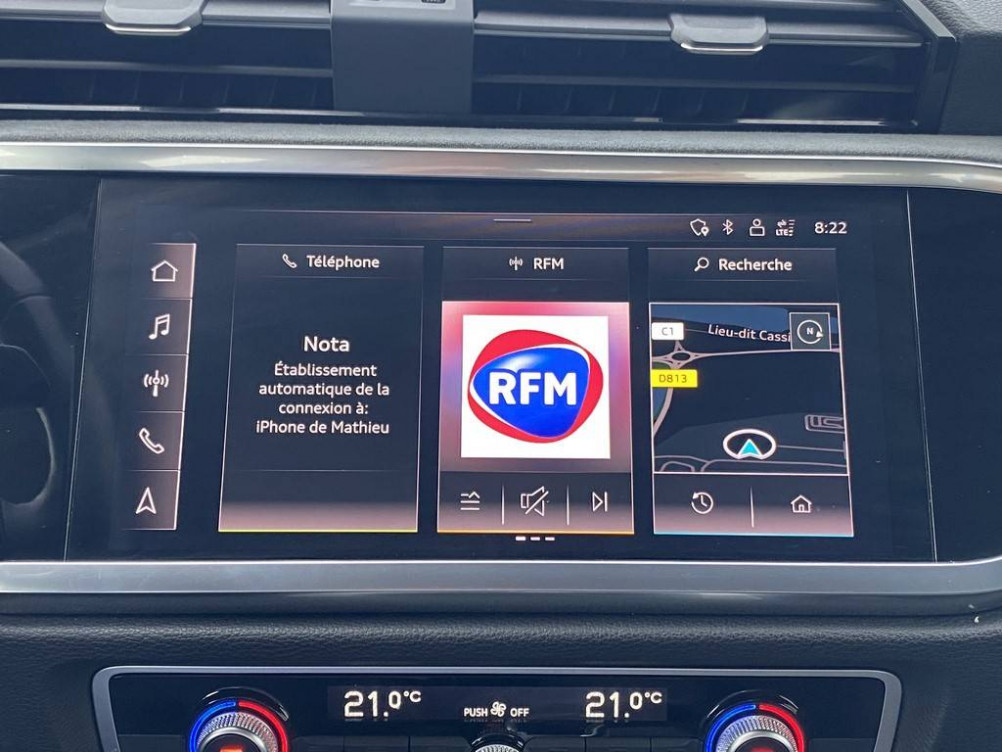 LTE
8:22
Téléphone
Nota
Établissement
automatique de la
connexion à:
iPhone de Mathieu
RFM
RFM
Recherche
C1
Lieu-dit Cassi
N
D813
21.0°C
PUSH OFF
21.0°C